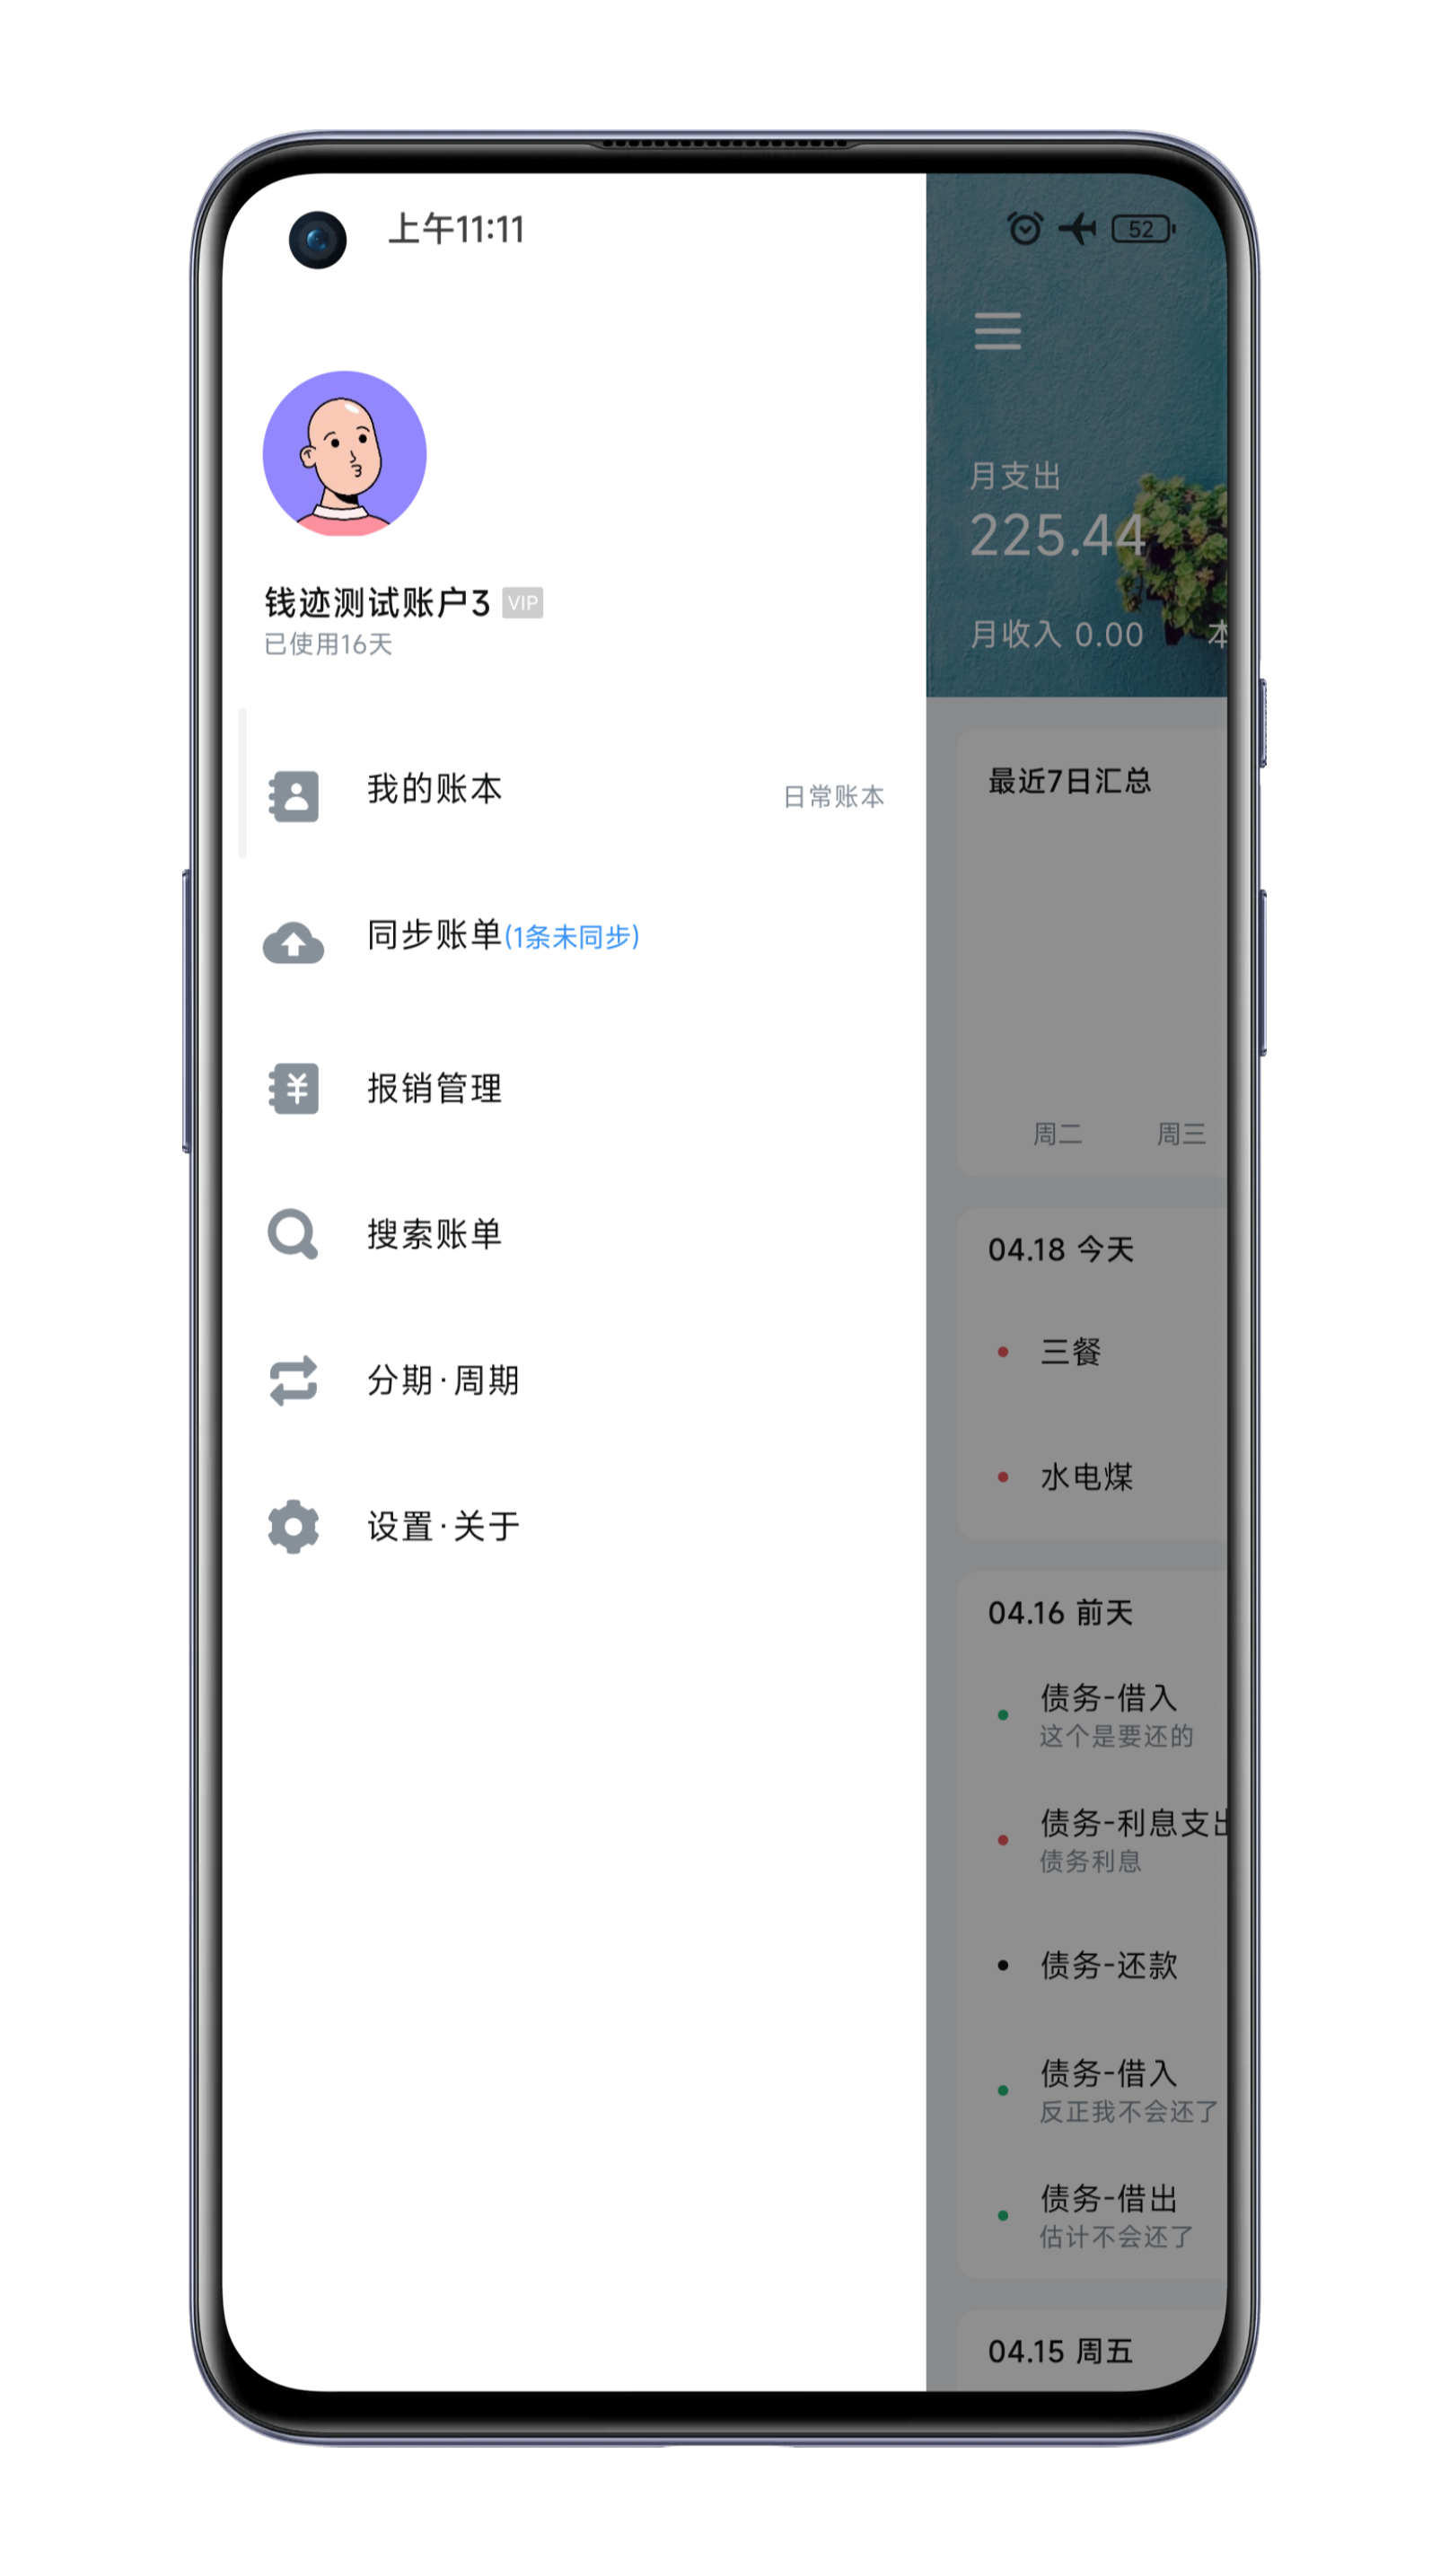 上午11:11
52
钱迹测试账户3 VIP
已使用16天
我的账本
日常账本
同步账单(1条未同步)
报销管理
搜索账单
分期·周期
设置·关于
月支出
225.44
月收入 0.00
本
最近7日汇总
周二 周三
04.18 今天
三餐
水电煤
04.16 前天
债务-借入
这个是要还的
债务-利息支出
债务利息
债务-还款
债务-借入
反正我不会还了
债务-借出
估计不会还了
04.15 周五